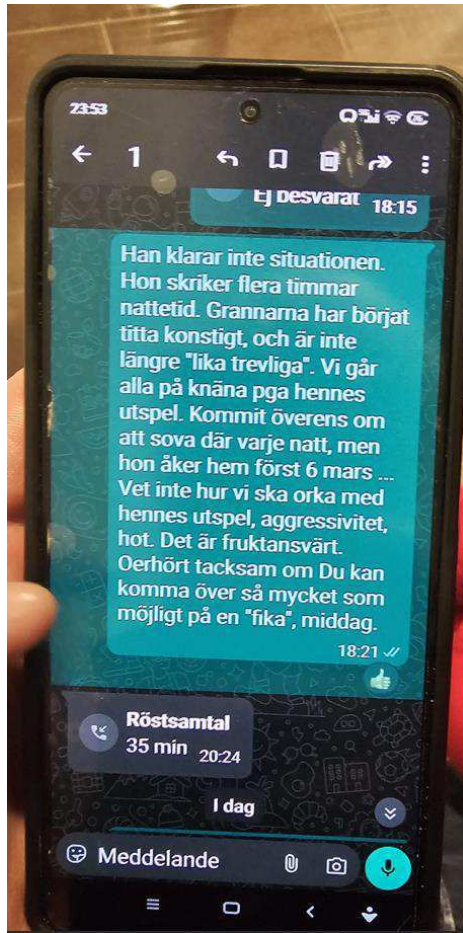 23:53
1
Ej besvarat 18:15
Han klarar inte situationen.
Hon skriker flera timmar
nattetid. Grannarna har börjat
titta konstigt, och är inte
längre "lika trevliga". Vi går
alla på knäna pga hennes
utspel. Kommit överens om
att sova där varje natt, men
hon åker hem först 6 mars ...
Vet inte hur vi ska orka med
hennes utspel, aggressivitet,
hot. Det är fruktansvärt.
Oerhört tacksam om Du kan
komma över så mycket som
möjligt på en "fika", middag.
18:21
Röstsamtal
35 min 20:24
I dag
Meddelande